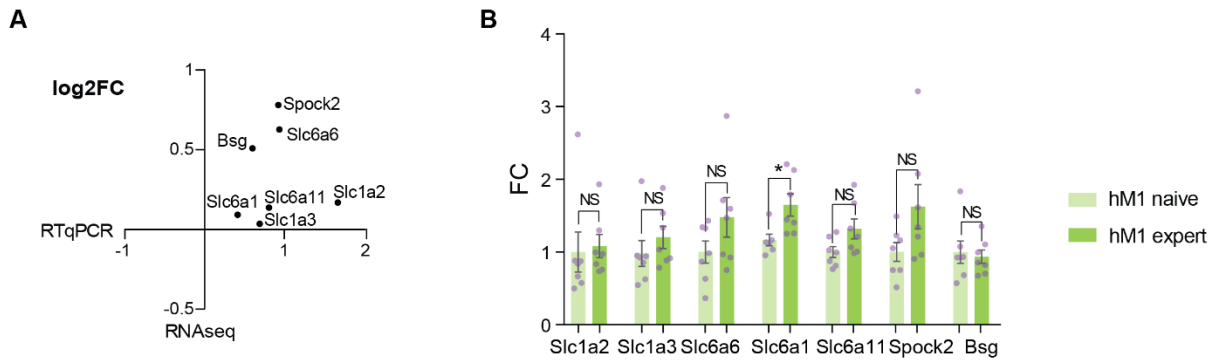 A
B
log2FC
1
Spock2
Slc6a6
Bsg
0.5
Slc6a1
Slc6a11
Slc1a2
Slc1a3
RTqPCR
-1
1
2
-0.5
RNAseq
FC
4
3
2
1
0
NS
NS
NS
*
NS
NS
NS
Slc1a2 Slc1a3 Slc6a6 Slc6a1 Slc6a11 Spock2 Bsg
hM1 naive
hM1 expert